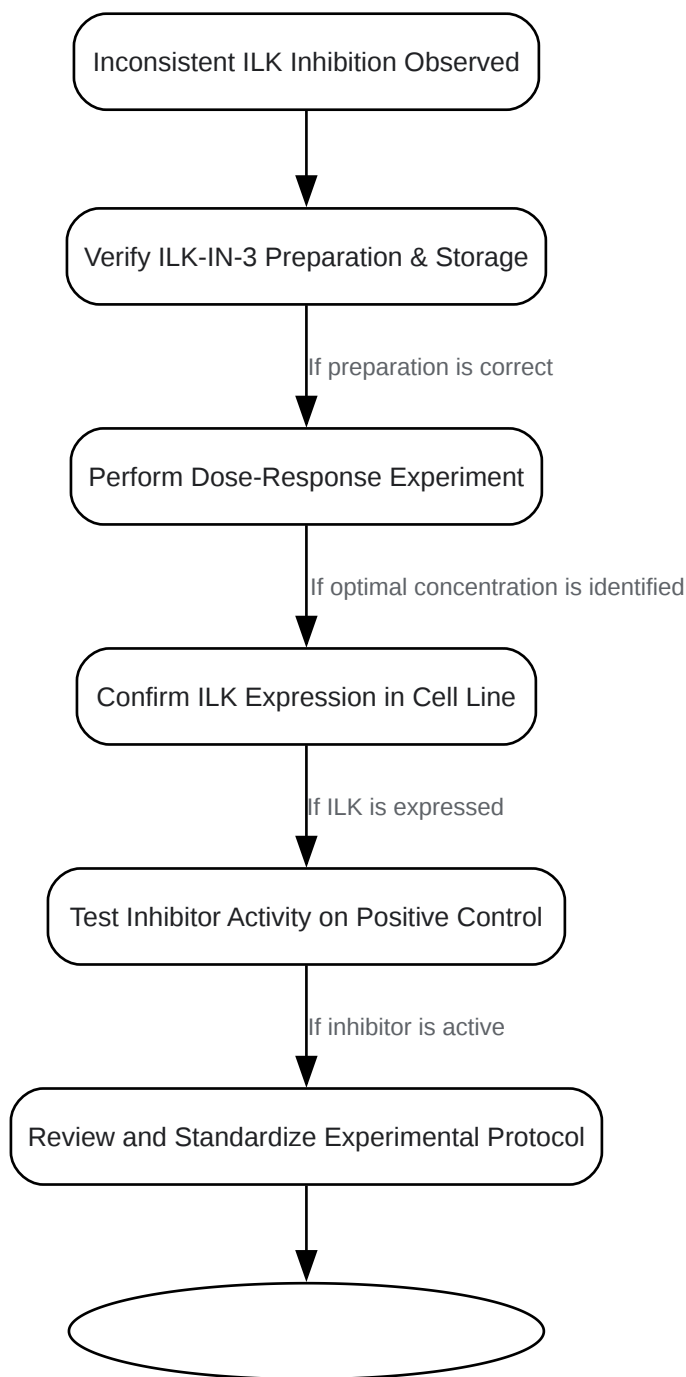 Inconsistent ILK Inhibition Observed
Verify ILK-IN-3 Preparation & Storage
If preparation is correct
Perform Dose-Response Experiment
If optimal concentration is identified
Confirm ILK Expression in Cell Line
If ILK is expressed
Test Inhibitor Activity on Positive Control
If inhibitor is active
Review and Standardize Experimental Protocol